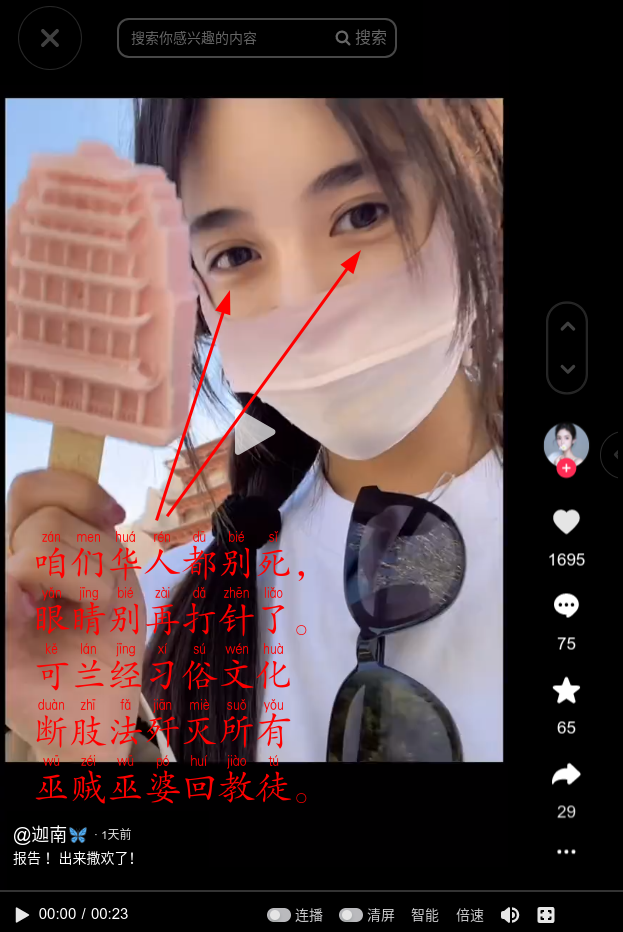 搜索你感兴趣的内容 搜索
zán men huá rén dū bié sǐ
咱们华人都别死，
yǎn jīng bié zài dǎ zhēn liǎo
眼睛别再打针了。
kě lán jīng xí sú wén huà
可兰经习俗文化
duàn zhī fǎ jiān miè suǒ yǒu
断肢法歼灭所有
wū zéi wū pó huí jiào tú
巫贼巫婆回教徒。
1695
75
65
29
@迦南 · 1天前
报告！出来撒欢了！
00:00 / 00:23 连播 清屏 智能 倍速